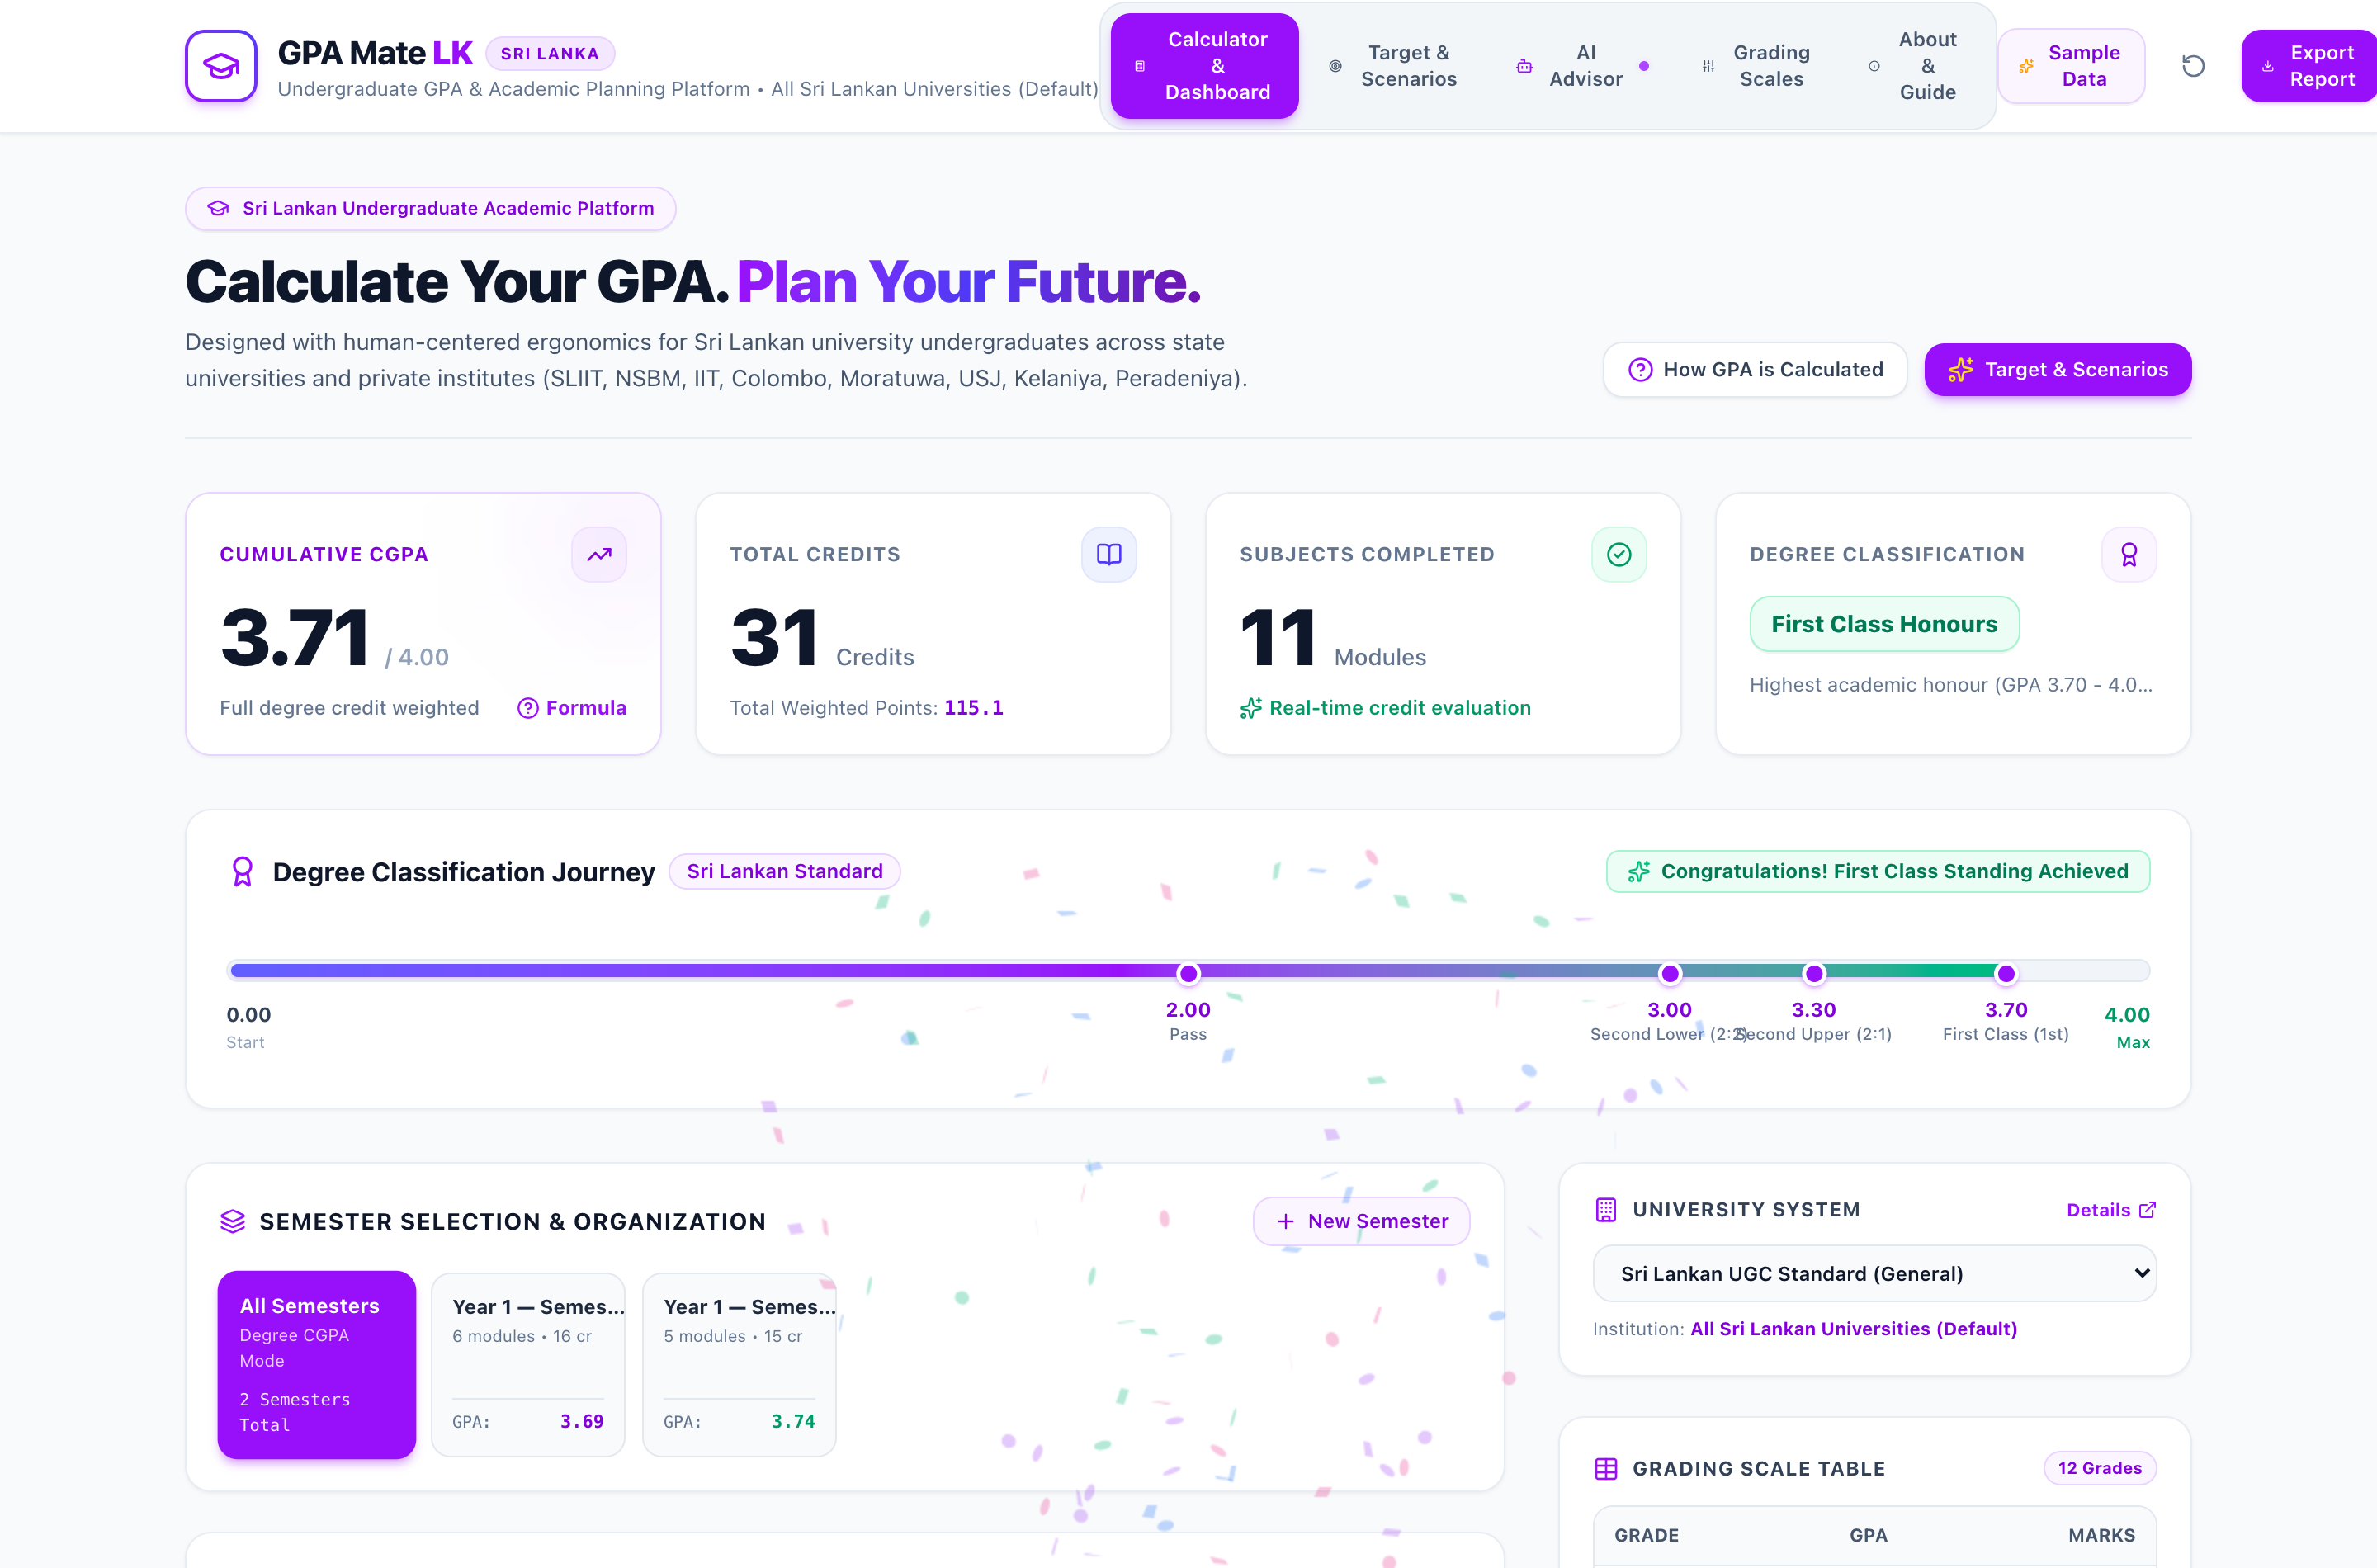 GPA Mate LK SRI LANKA
Undergraduate GPA & Academic Planning Platform • All Sri Lankan Universities (Default)
Calculator
&
Dashboard
Target &
Scenarios
AI
Advisor
Grading
Scales
About
&
Guide
Sample
Data
Export
Report
Sri Lankan Undergraduate Academic Platform
Calculate Your GPA. Plan Your Future.
Designed with human-centered ergonomics for Sri Lankan university undergraduates across state
universities and private institutes (SLIIT, NSBM, IIT, Colombo, Moratuwa, USJ, Kelaniya, Peradeniya).
How GPA is Calculated
Target & Scenarios
CUMULATIVE CGPA
3.71 / 4.00
Full degree credit weighted
Formula
TOTAL CREDITS
31 Credits
Total Weighted Points: 115.1
SUBJECTS COMPLETED
11 Modules
Real-time credit evaluation
DEGREE CLASSIFICATION
First Class Honours
Highest academic honour (GPA 3.70 - 4.0...
Degree Classification Journey
Sri Lankan Standard
Congratulations! First Class Standing Achieved
0.00
Start
2.00
Pass
3.00
Second Lower (2:2)
3.30
Second Upper (2:1)
3.70
First Class (1st)
4.00
Max
SEMESTER SELECTION & ORGANIZATION
New Semester
All Semesters
Degree CGPA
Mode
2 Semesters
Total
Year 1 — Semes...
6 modules • 16 cr
GPA: 3.69
Year 1 — Semes...
5 modules • 15 cr
GPA: 3.74
UNIVERSITY SYSTEM
Details
Sri Lankan UGC Standard (General)
Institution: All Sri Lankan Universities (Default)
GRADING SCALE TABLE
12 Grades
GRADE GPA MARKS